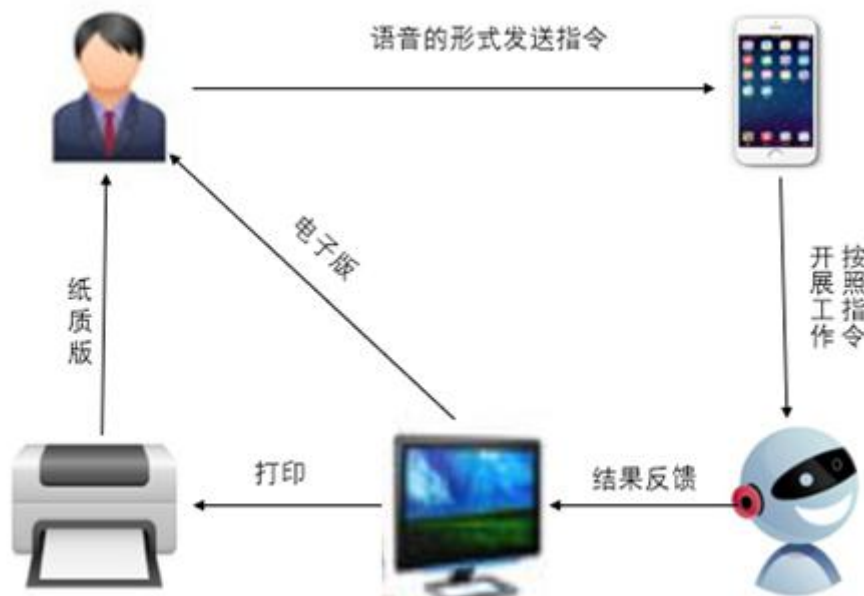 语音的形式发送指令
电子版
纸质版
按照指令
开展工作
打印
结果反馈